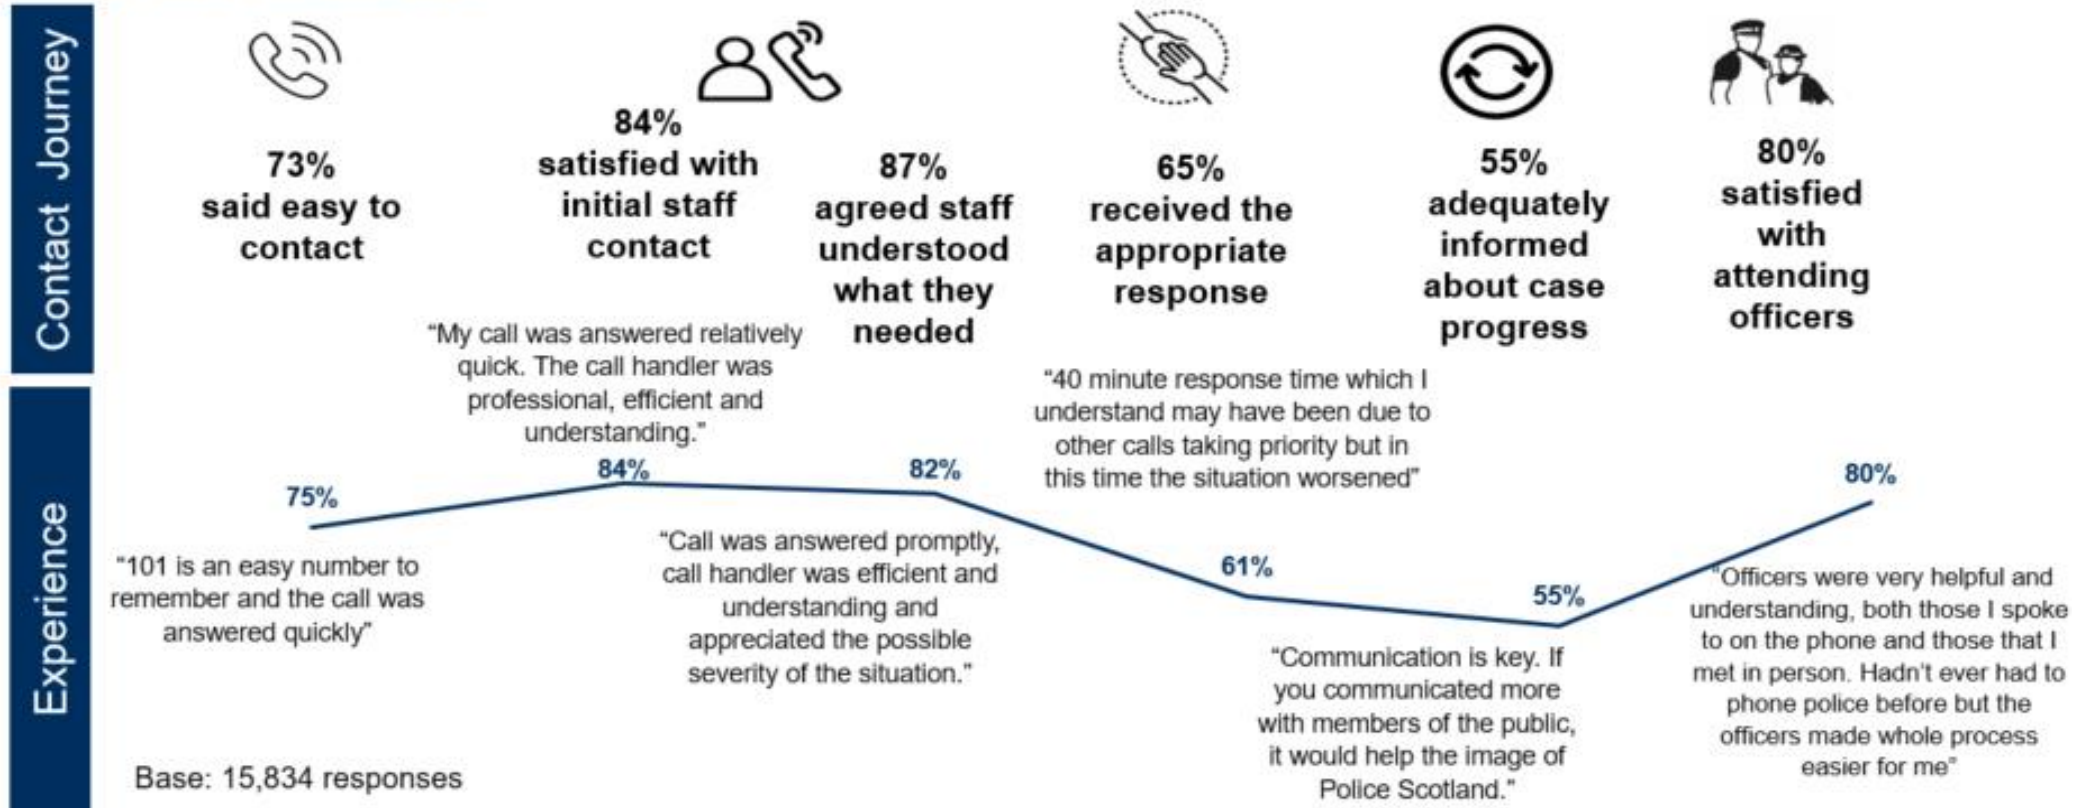 Contact Journey
73%
said easy to
contact
84%
satisfied with
initial staff
contact
87%
agreed staff
understood
what they
needed
65%
received the
appropriate
response
55%
adequately
informed
about case
progress
80%
satisfied
with
attending
officers
Experience
“My call was answered relatively
quick. The call handler was
professional, efficient and
understanding.”
“40 minute response time which I
understand may have been due to
other calls taking priority but in
this time the situation worsened”
75%
84%
82%
61%
55%
80%
“101 is an easy number to
remember and the call was
answered quickly”
“Call was answered promptly,
call handler was efficient and
understanding and
appreciated the possible
severity of the situation.”
“Communication is key. If
you communicated more
with members of the public,
it would help the image of
Police Scotland.”
“Officers were very helpful and
understanding, both those I spoke
to on the phone and those that I
met in person. Hadn't ever had to
phone police before but the
officers made whole process
easier for me”
Base: 15,834 responses